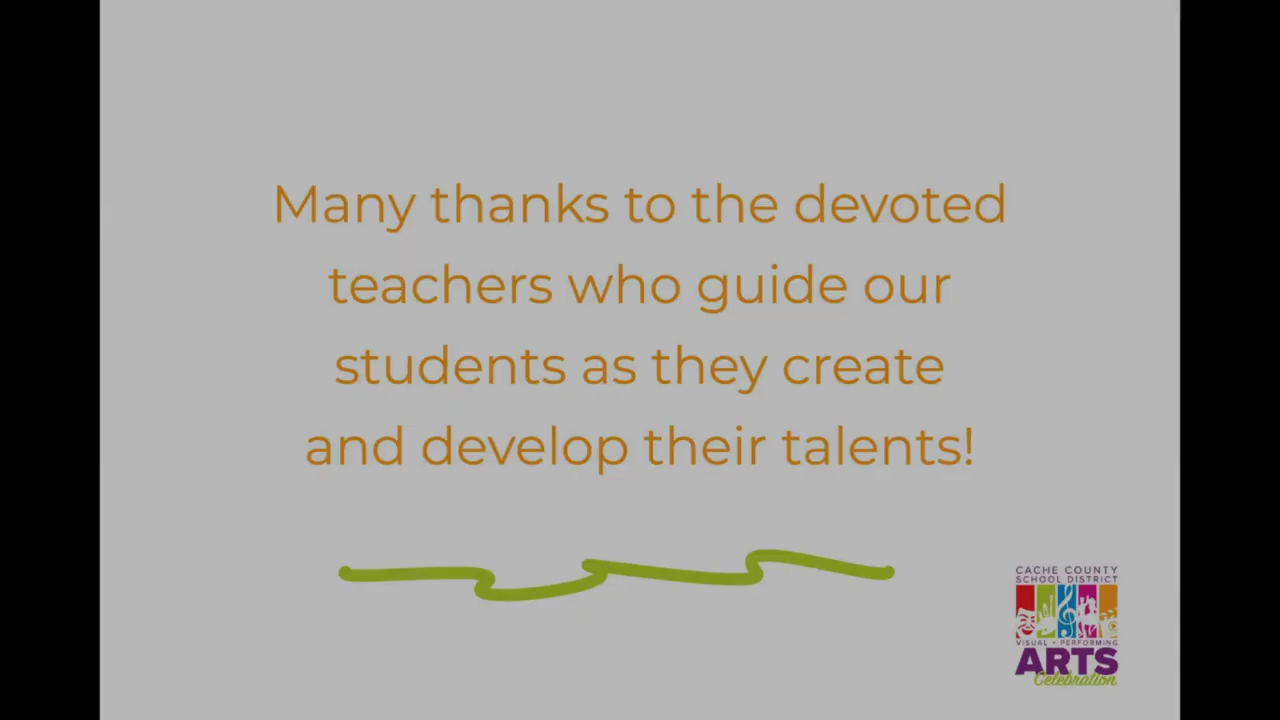 Many thanks to the devoted
teachers who guide our
students as they create
and develop their talents!
CACHE COUNTY
SCHOOL DISTRICT
VISUAL + PERFORMING
ARTS
Celebration